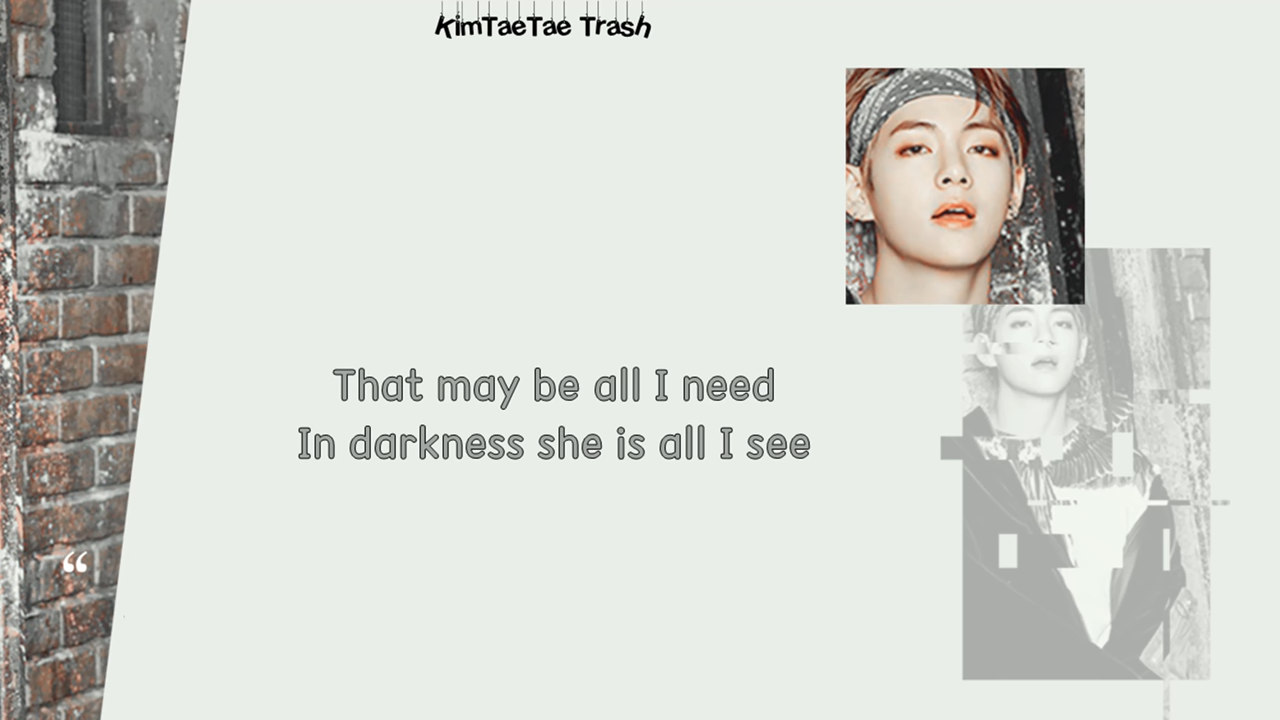 KimTaeTae Trash
That may be all I need
In darkness she is all I see
“